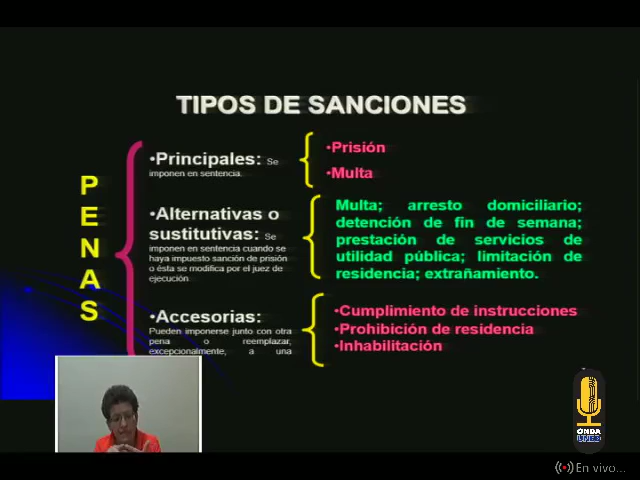 TIPOS DE SANCIONES
P
E
N
A
S
•Principales: Se
imponen en sentencia.
•Prisión
•Multa
•Alternativas o
sustitutivas: Se
imponen en sentencia cuando se
haya impuesto sanción de prisión
o ésta se modifica por el juez de
ejecución.
Multa; arresto domiciliario;
detención de fin de semana;
prestación de servicios de
utilidad pública; limitación de
residencia; extrañamiento.
•Accesorias:
Pueden imponerse junto con otra
pena o reemplazar,
excepcionalmente, a una
•Cumplimiento de instrucciones
•Prohibición de residencia
•Inhabilitación
ONDA
UNED
En vivo...